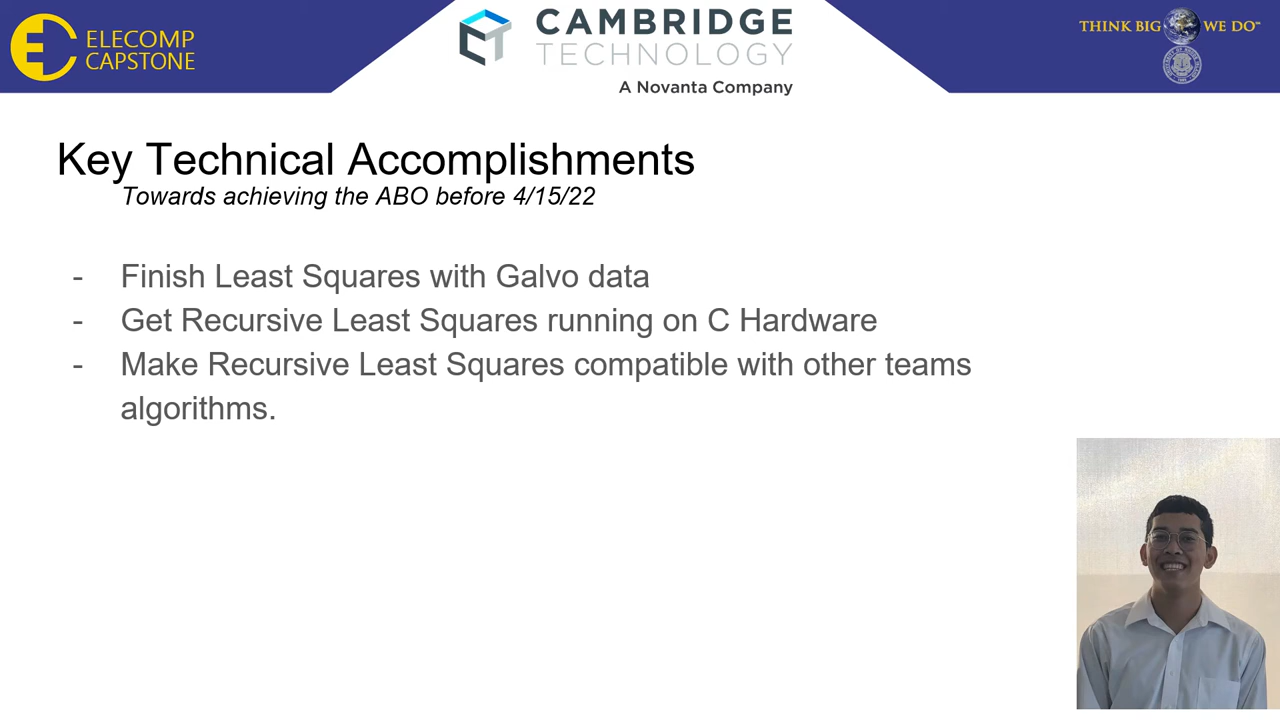 ELECOMP
CAPSTONE
CAMBRIDGE
TECHNOLOGY
A Novanta Company
THINK BIG WE DO™
Key Technical Accomplishments
Towards achieving the ABO before 4/15/22
- Finish Least Squares with Galvo data
- Get Recursive Least Squares running on C Hardware
- Make Recursive Least Squares compatible with other teams
algorithms.